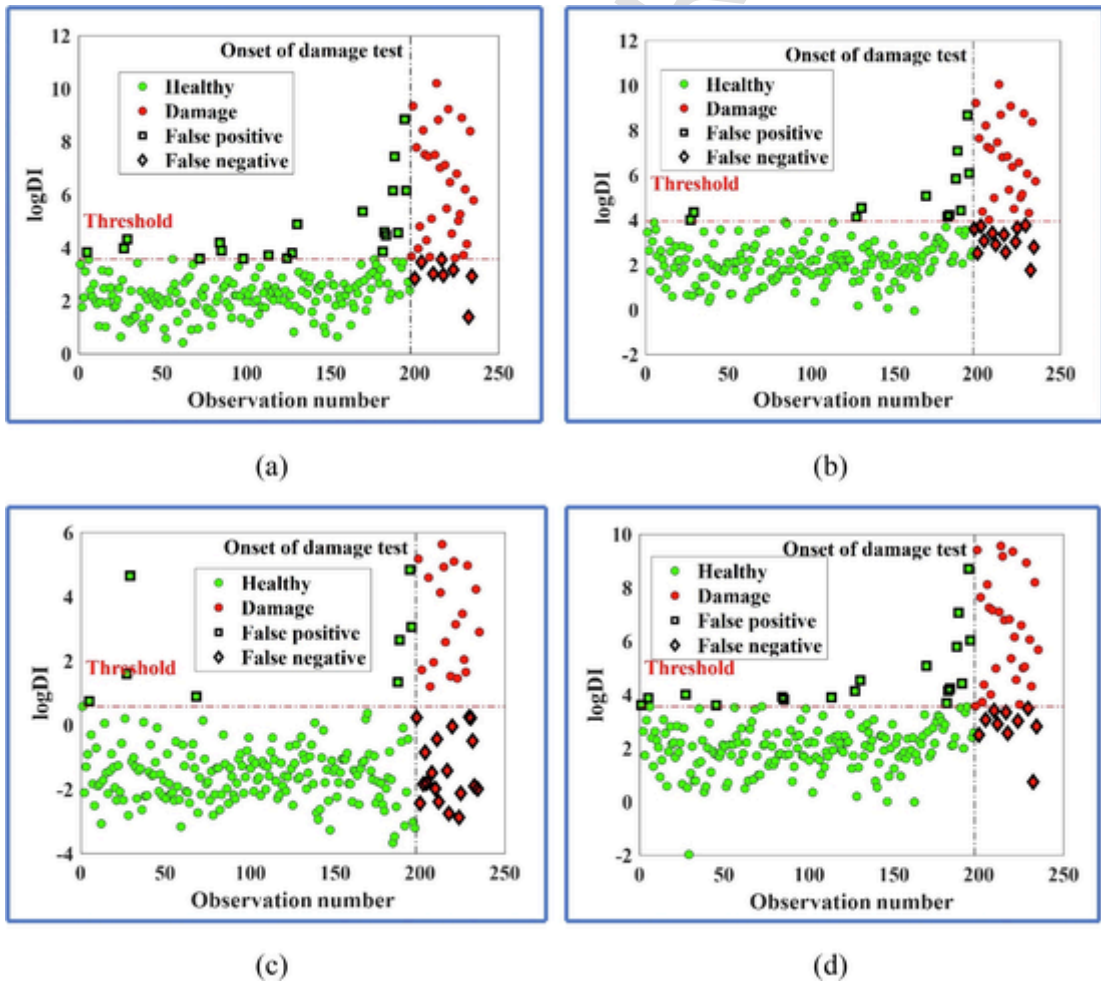 12
10
8
6
4
2
0
logDI
Onset of damage test
Healthy
Damage
False positive
False negative
Threshold
0
50
100
150
200
250
Observation number
(a)
12
10
8
6
4
2
0
-2
logDI
Onset of damage test
Healthy
Damage
False positive
False negative
Threshold
0
50
100
150
200
250
Observation number
(b)
6
4
2
0
-2
-4
logDI
Onset of damage test
Healthy
Damage
False positive
False negative
Threshold
0
50
100
150
200
250
Observation number
(c)
10
8
6
4
2
0
-2
logDI
Onset of damage test
Healthy
Damage
False positive
False negative
Threshold
0
50
100
150
200
250
Observation number
(d)